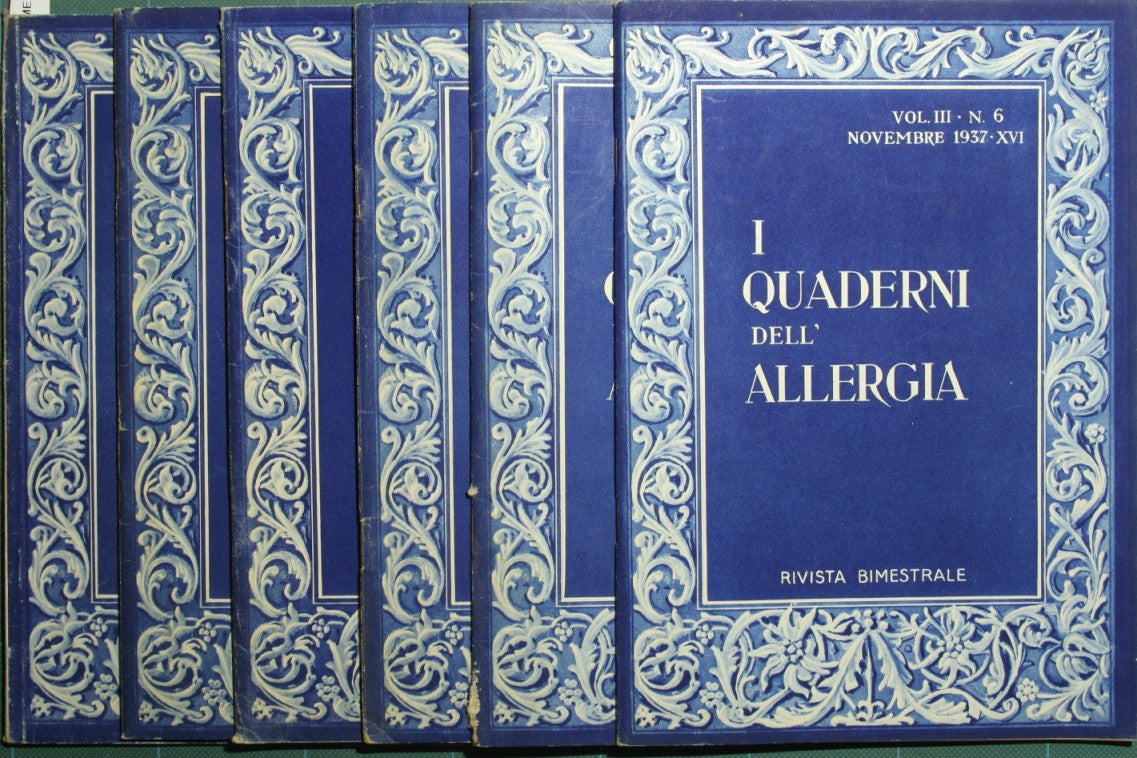 VOL. III · N. 6
NOVEMBRE 1937 · XVI
I
QUADERNI
DELL'
ALLERGIA
RIVISTA BIMESTRALE